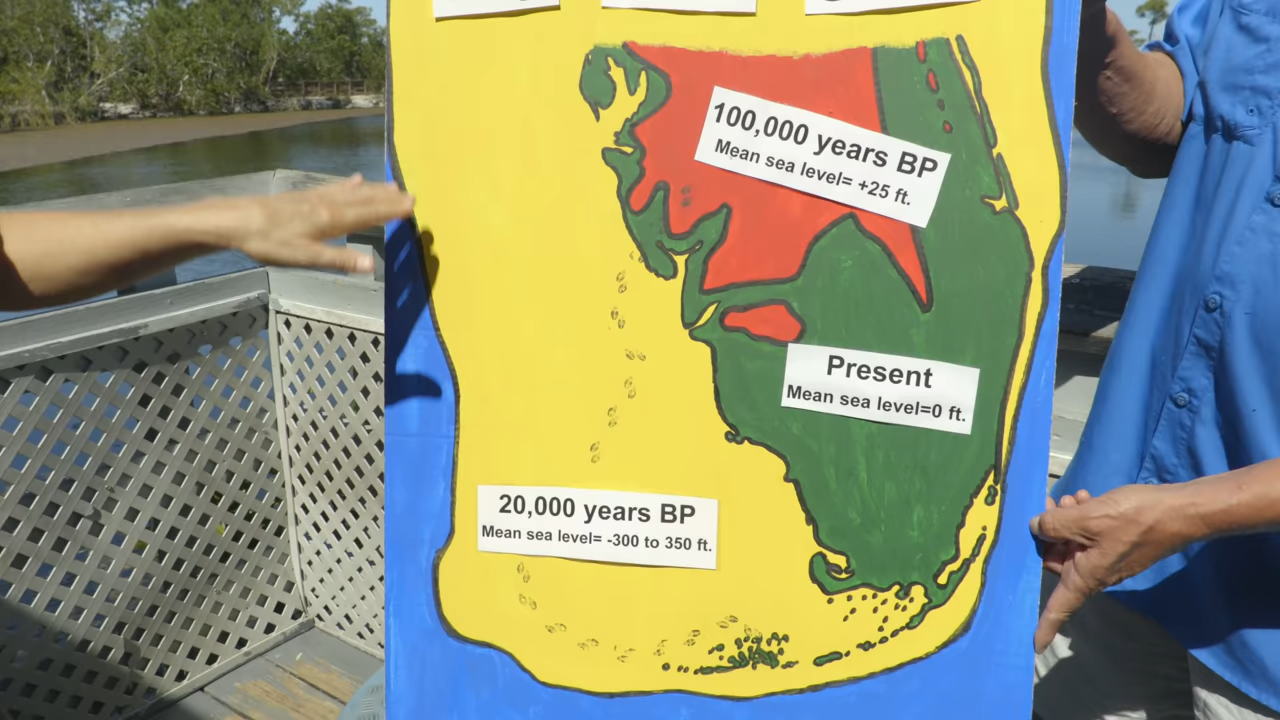 100,000 years BP
Mean sea level= +25 ft.
Present
Mean sea level=0 ft.
20,000 years BP
Mean sea level= -300 to 350 ft.